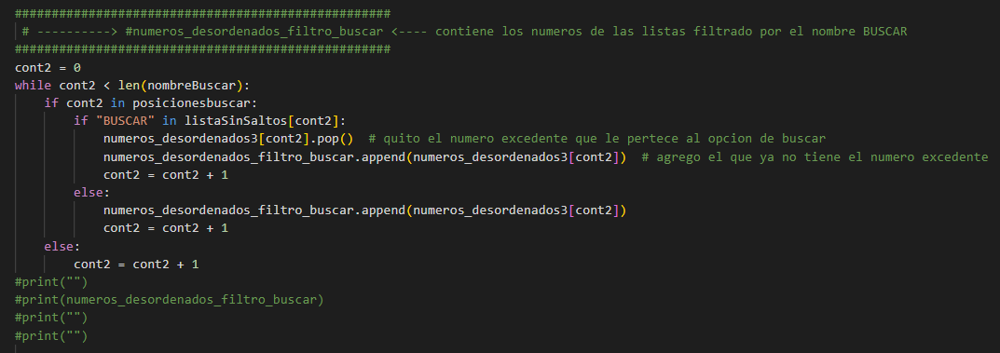 ###################################################
# ----------> #numeros_desordenados_filtro_buscar <---- contiene los numeros de las listas filtrado por el nombre BUSCAR
###################################################
cont2 = 0
while cont2 < len(nombreBuscar):
    if cont2 in posicionesbuscar:
        if "BUSCAR" in listaSinSaltos[cont2]:
            numeros_desordenados3[cont2].pop()  # quito el numero excedente que le pertece al opcion de buscar
            numeros_desordenados_filtro_buscar.append(numeros_desordenados3[cont2])  # agrego el que ya no tiene el numero excedente
            cont2 = cont2 + 1
        else:
            numeros_desordenados_filtro_buscar.append(numeros_desordenados3[cont2])
            cont2 = cont2 + 1
    else:
        cont2 = cont2 + 1
#print("")
#print(numeros_desordenados_filtro_buscar)
#print("")
#print("")